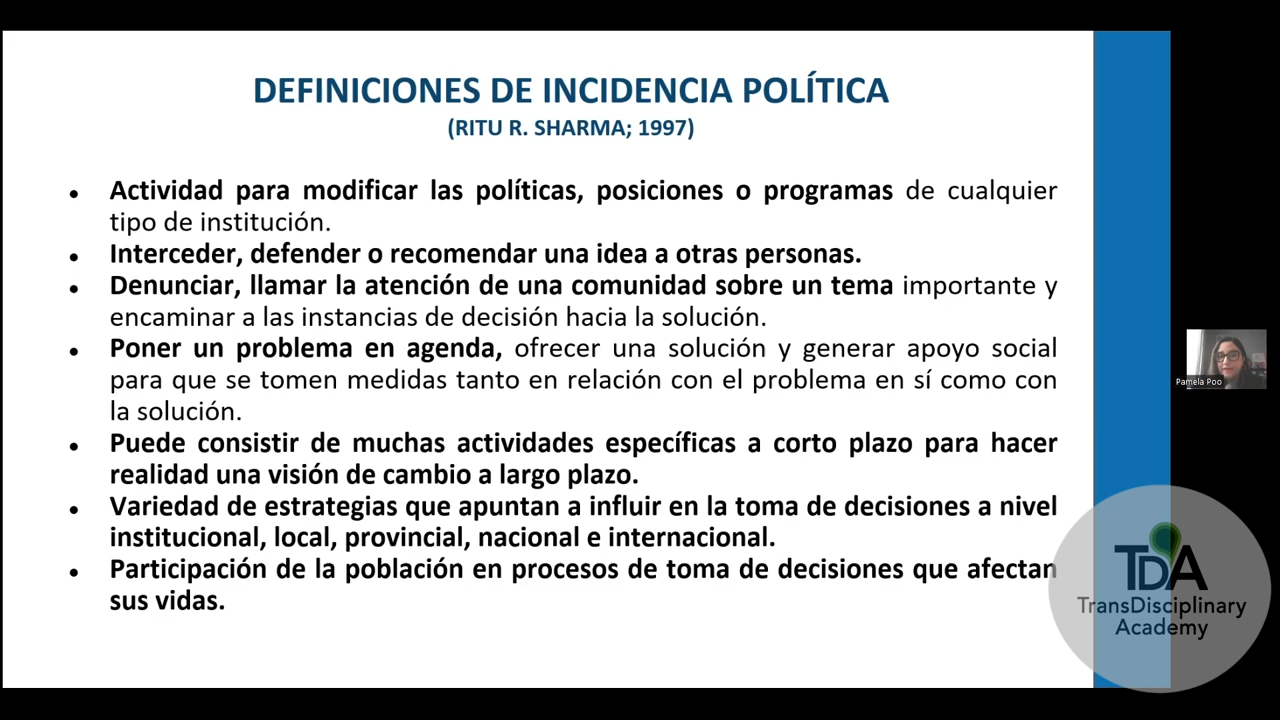 DEFINICIONES DE INCIDENCIA POLÍTICA
(RITU R. SHARMA; 1997)
● Actividad para modificar las políticas, posiciones o programas de cualquier
tipo de institución.
● Interceder, defender o recomendar una idea a otras personas.
● Denunciar, llamar la atención de una comunidad sobre un tema importante y
encaminar a las instancias de decisión hacia la solución.
● Poner un problema en agenda, ofrecer una solución y generar apoyo social
para que se tomen medidas tanto en relación con el problema en sí como con
la solución.
● Puede consistir de muchas actividades específicas a corto plazo para hacer
realidad una visión de cambio a largo plazo.
● Variedad de estrategias que apuntan a influir en la toma de decisiones a nivel
institucional, local, provincial, nacional e internacional.
● Participación de la población en procesos de toma de decisiones que afectan
sus vidas.
Pamela Poo
TDA
TransDisciplinary
Academy